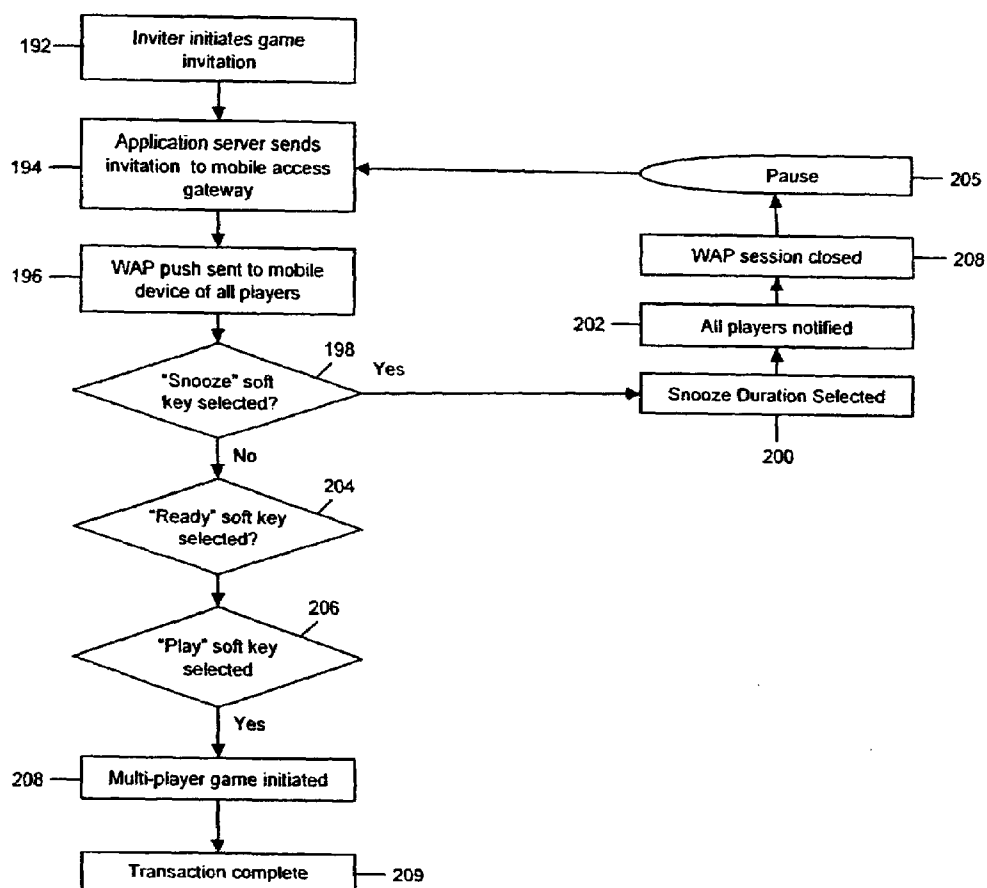 192
Inviter initiates game
invitation
194
Application server sends
invitation to mobile access
gateway
Pause
205
196
WAP push sent to mobile
device of all players
WAP session closed
208
202
All players notified
198
"Snooze" soft
key selected?
Yes
Snooze Duration Selected
200
No
204
"Ready" soft key
selected?
206
"Play" soft key
selected
Yes
208
Multi-player game initiated
Transaction complete
209